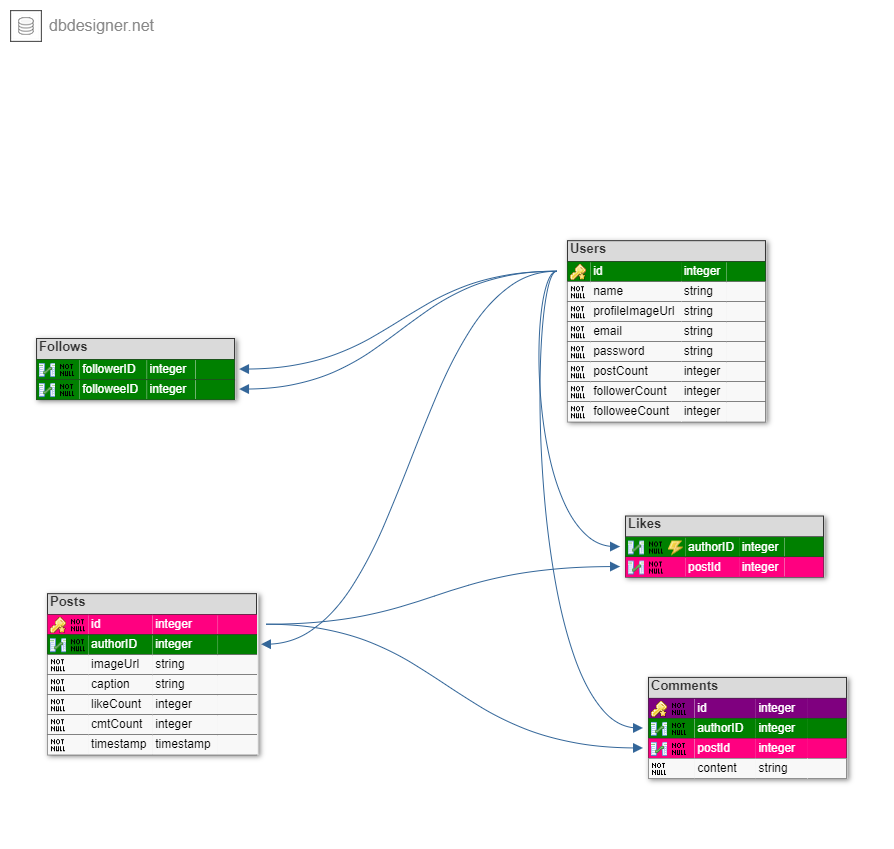 dbdesigner.net
Users
id integer
NOT NULL name string
NOT NULL profileImageUrl string
NOT NULL email string
NOT NULL password string
NOT NULL postCount integer
NOT NULL followerCount integer
NOT NULL followeeCount integer
Follows
NOT NULL followerID integer
NOT NULL followeeID integer
Likes
NOT NULL authorID integer
NOT NULL postId integer
Posts
NOT NULL id integer
NOT NULL authorID integer
NOT NULL imageUrl string
NOT NULL caption string
NOT NULL likeCount integer
NOT NULL cmtCount integer
NOT NULL timestamp timestamp
Comments
NOT NULL id integer
NOT NULL authorID integer
NOT NULL postId integer
NOT NULL content string